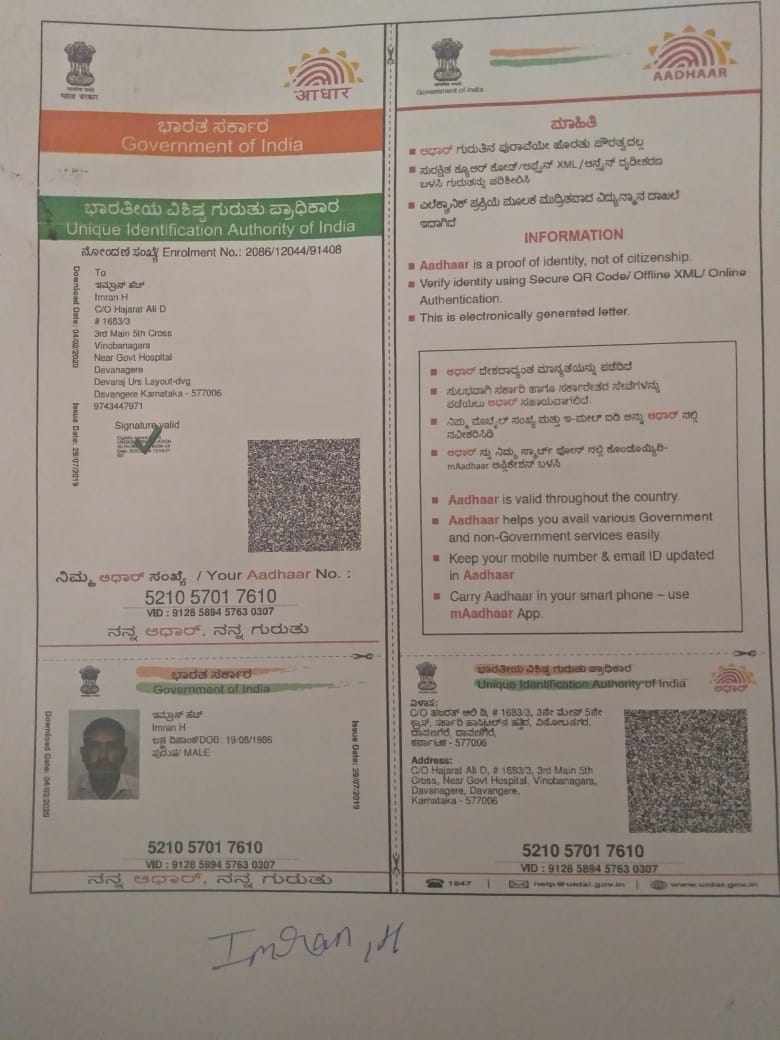 भारत सरकार
आधार
ಭಾರತ ಸರ್ಕಾರ
Government of India
ಭಾರತೀಯ ವಿಶಿಷ್ಟ ಗುರುತು ಪ್ರಾಧಿಕಾರ
Unique Identification Authority of India
ನೋಂದಣಿ ಸಂಖ್ಯೆ/ Enrolment No.: 2086/12044/91408
Download Date: 04/02/2020
Issue Date: 29/07/2019
To
ಇಮ್ರಾನ್ ಹೆಚ್
Imran H
C/O Hajarat Ali D
# 1683/3
3rd Main 5th Cross
Vinobanagara
Near Govt Hospital
Davanagere
Devaraj Urs Layout-dvg
Davangere Karnataka - 577006
9743447971
Signature valid
ನಿಮ್ಮ ಆಧಾರ್ ಸಂಖ್ಯೆ / Your Aadhaar No. :
5210 5701 7610
VID : 9128 5894 5763 0307
ನನ್ನ ಆಧಾರ್, ನನ್ನ ಗುರುತು
Government of India
AADHAAR
ಮಾಹಿತಿ
ಆಧಾರ್ ಗುರುತಿನ ಪುರಾವೆಯೇ ಹೊರತು ಪೌರತ್ವದಲ್ಲ
ಸುರಕ್ಷಿತ ಕ್ಯೂಆರ್ ಕೋಡ್/ಆಫ್ಲೈನ್ XML /ಆನ್ಲೈನ್ ದೃಢೀಕರಣ
ಬಳಸಿ ಗುರುತನ್ನು ಪರಿಶೀಲಿಸಿ
ಎಲೆಕ್ಟ್ರಾನಿಕ್ ಪ್ರಕ್ರಿಯೆ ಮೂಲಕ ಮುದ್ರಿತವಾದ ವಿದ್ಯುನ್ಮಾನ ದಾಖಲೆ
ಇದಾಗಿದೆ
INFORMATION
Aadhaar is a proof of identity, not of citizenship.
Verify identity using Secure QR Code/ Offline XML/ Online
Authentication.
This is electronically generated letter.
ಆಧಾರ್ ದೇಶದಾದ್ಯಂತ ಮಾನ್ಯತೆಯನ್ನು ಪಡೆದಿದೆ
ಸುಲಭವಾಗಿ ಸರ್ಕಾರಿ ಹಾಗೂ ಸರ್ಕಾರೇತರ ಸೇವೆಗಳನ್ನು
ಪಡೆಯಲು ಆಧಾರ್ ಸಹಾಯವಾಗಲಿದೆ
ನಿಮ್ಮ ಮೊಬೈಲ್ ಸಂಖ್ಯೆ ಮತ್ತು ಇ-ಮೇಲ್ ಐಡಿ ಅನ್ನು ಆಧಾರ್ ನಲ್ಲಿ
ನವೀಕರಿಸಿಡಿ
ಆಧಾರ್ ನ್ನು ನಿಮ್ಮ ಸ್ಮಾರ್ಟ್ ಫೋನ್ ನಲ್ಲಿ ಕೊಂಡೊಯ್ಯಿರಿ-
mAadhaar ಅಪ್ಲಿಕೇಶನ್ ಬಳಸಿ
Aadhaar is valid throughout the country.
Aadhaar helps you avail various Government
and non-Government services easily.
Keep your mobile number & email ID updated
in Aadhaar
Carry Aadhaar in your smart phone – use
mAadhaar App.
ಭಾರತ ಸರ್ಕಾರ
Government of India
Download Date: 04/02/2020
ಇಮ್ರಾನ್ ಹೆಚ್
Imran H
ಜನ್ಮ ದಿನಾಂಕ/DOB: 19/08/1986
ಪುರುಷ/ MALE
Issue Date: 29/07/2019
5210 5701 7610
VID : 9128 5894 5763 0307
ನನ್ನ ಆಧಾರ್, ನನ್ನ ಗುರುತು
ಭಾರತೀಯ ವಿಶಿಷ್ಟ ಗುರುತು ಪ್ರಾಧಿಕಾರ
Unique Identification Authority of India
ಆಧಾರ್
ವಿಳಾಸ:
C/O ಹಜರತ್ ಅಲಿ ಡಿ, # 1683/3, 3ನೇ ಮೇನ್ 5ನೇ
ಕ್ರಾಸ್, ಸರ್ಕಾರಿ ಹಾಸ್ಪಿಟಲ್‌ನ ಹತ್ತಿರ, ವಿನೋಬನಗರ,
ದಾವಣಗೆರೆ, ದಾವಣಗೆರೆ,
ಕರ್ನಾಟಕ - 577006
Address:
C/O Hajarat Ali D, # 1683/3, 3rd Main 5th
Cross, Near Govt Hospital, Vinobanagara,
Davanagere, Davangere,
Karnataka - 577006
5210 5701 7610
VID : 9128 5894 5763 0307
1947 | help@uidai.gov.in | www.uidai.gov.in
Imran, H